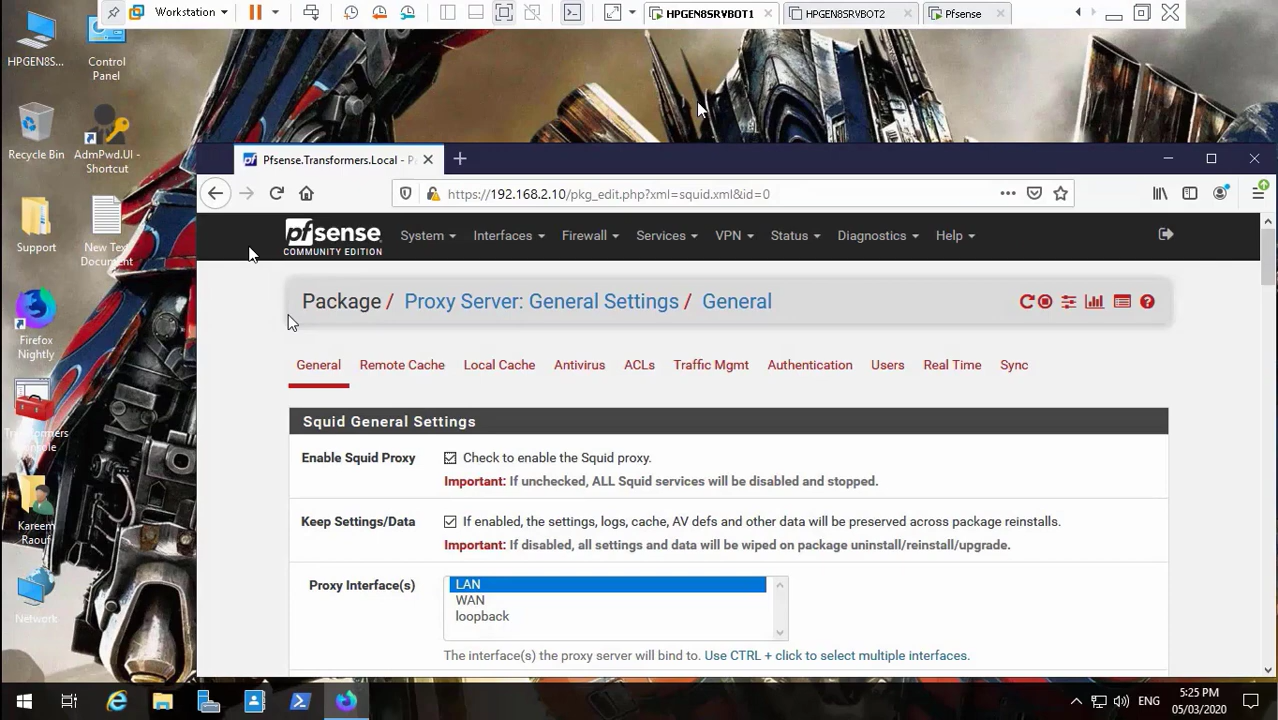 Workstation
HPGEN8SRVBOT1
HPGEN8SRVBOT2
Pfsense
HPGEN8S...
Control
Panel
Recycle Bin
AdmPwd.UI -
Shortcut
Support
New Text
Document
Firefox
Nightly
Kareem
Raouf
Network
pf Pfsense.Transformers.Local - P
https://192.168.2.10/pkg_edit.php?xml=squid.xml&id=0
pfsense
COMMUNITY EDITION
System
Interfaces
Firewall
Services
VPN
Status
Diagnostics
Help
Package / Proxy Server: General Settings / General
General
Remote Cache
Local Cache
Antivirus
ACLs
Traffic Mgmt
Authentication
Users
Real Time
Sync
Squid General Settings
Enable Squid Proxy
Check to enable the Squid proxy.
Important: If unchecked, ALL Squid services will be disabled and stopped.
Keep Settings/Data
If enabled, the settings, logs, cache, AV defs and other data will be preserved across package reinstalls.
Important: If disabled, all settings and data will be wiped on package uninstall/reinstall/upgrade.
Proxy Interface(s)
LAN
WAN
loopback
The interface(s) the proxy server will bind to. Use CTRL + click to select multiple interfaces.
ENG
5:25 PM
05/03/2020